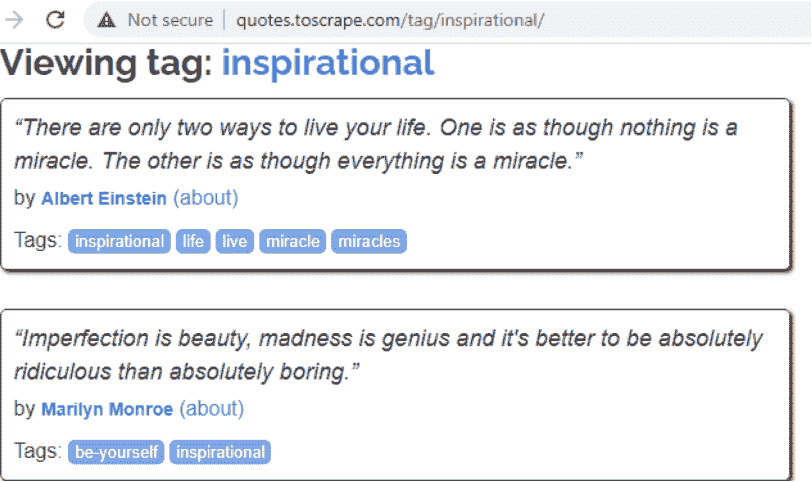 Not secure | quotes.toscrape.com/tag/inspirational/
Viewing tag: inspirational
“There are only two ways to live your life. One is as though nothing is a
miracle. The other is as though everything is a miracle.”
by Albert Einstein (about)
Tags: inspirational life live miracle miracles
“Imperfection is beauty, madness is genius and it's better to be absolutely
ridiculous than absolutely boring.”
by Marilyn Monroe (about)
Tags: be-yourself inspirational